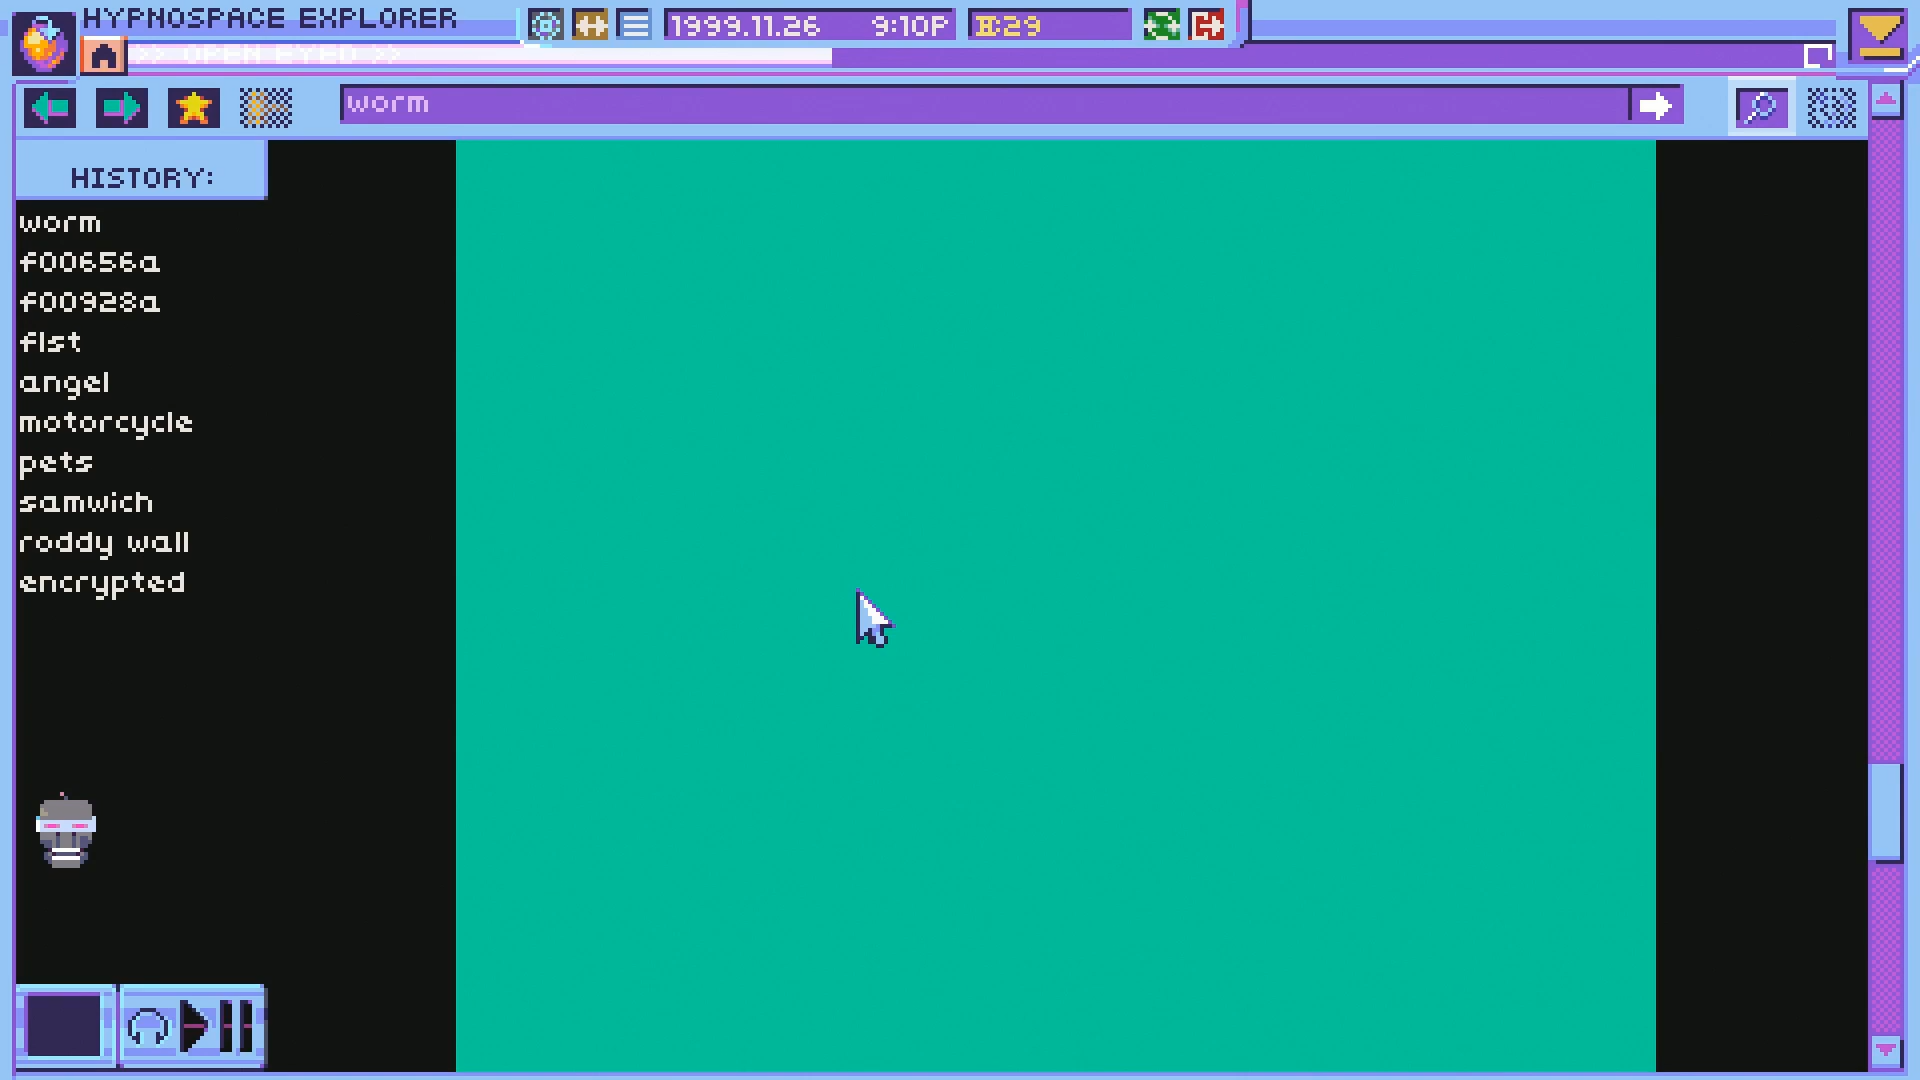 HYPNOSPACE EXPLORER
1999.11.26 9:10P
29
worm
HISTORY:
worm
f00656a
f00928a
fist
angel
motorcycle
pets
samwich
roddy wall
encrypted